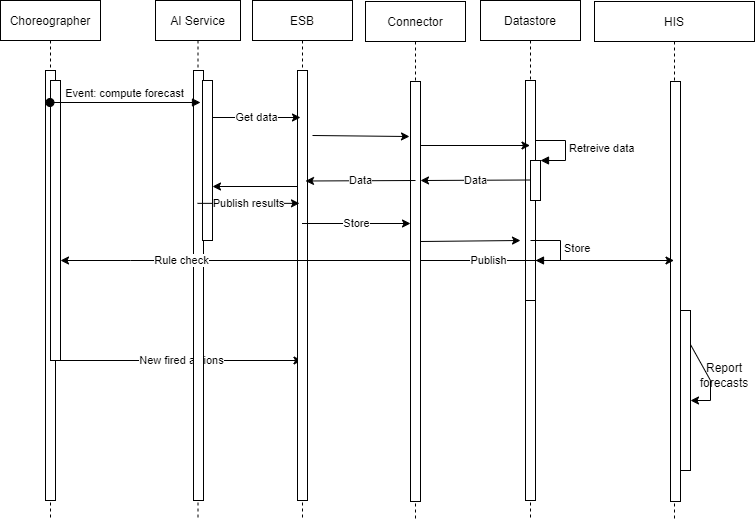 Choreographer
AI Service
ESB
Connector
Datastore
HIS
Event: compute forecast
Get data
Retreive data
Data
Data
Publish results
Store
Store
Rule check
Publish
New fired actions
Report
forecasts